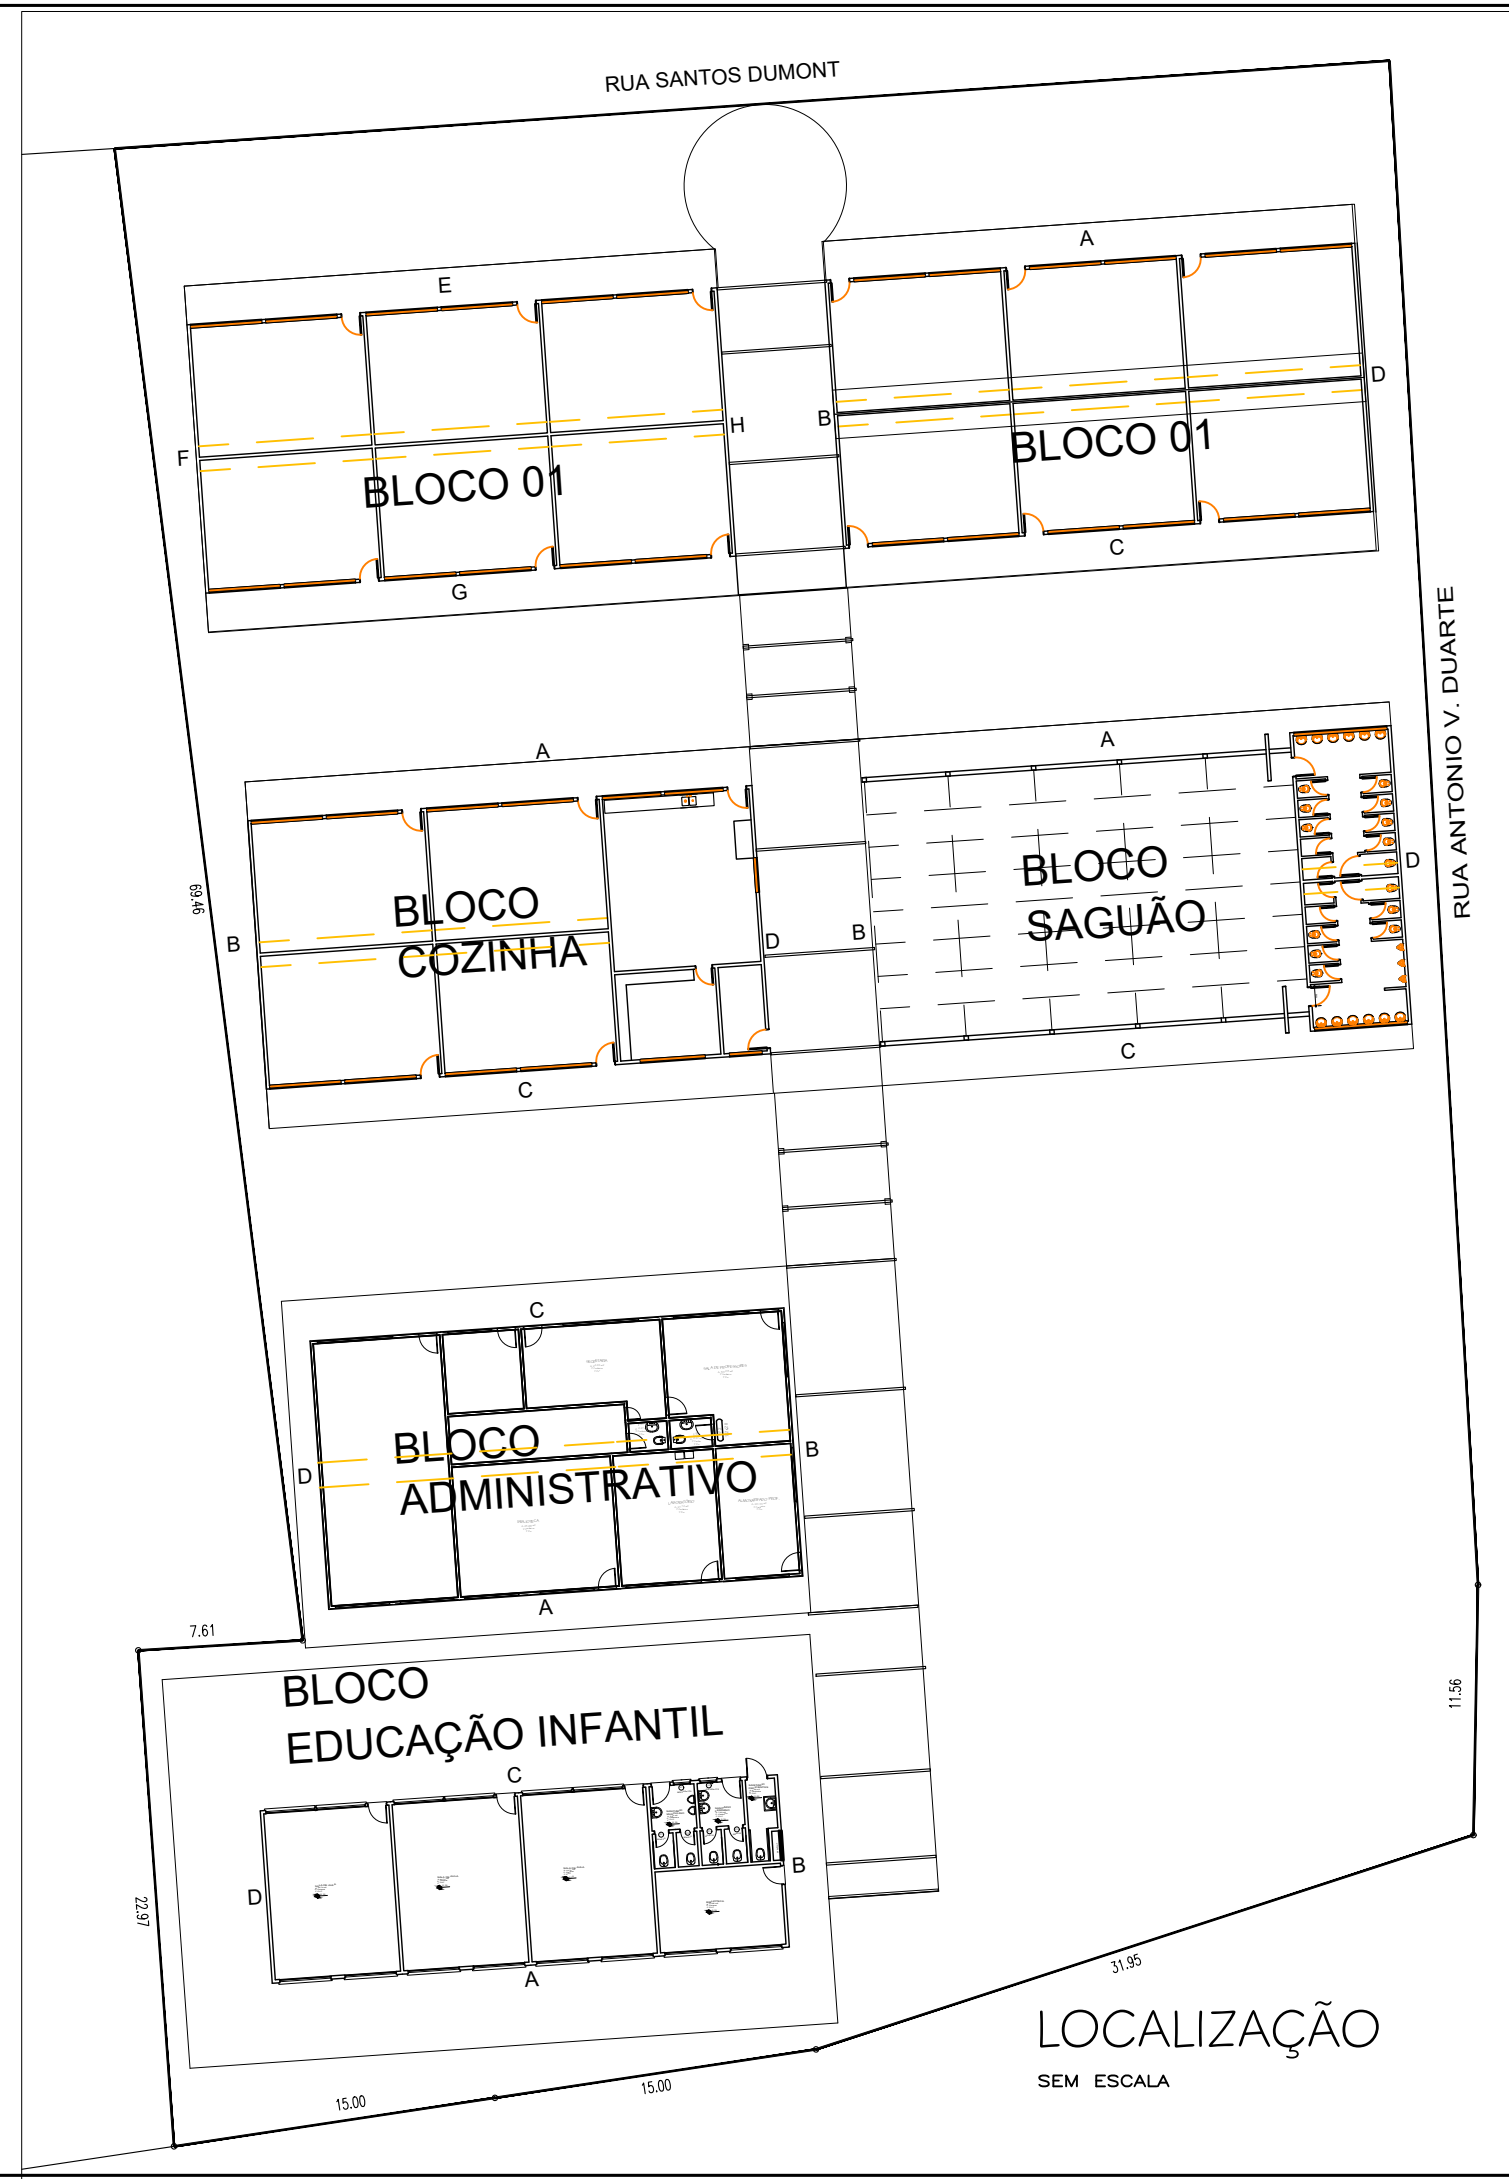 RUA SANTOS DUMONT
A
E
D
B
H
F
BLOCO 01
BLOCO 01
C
G
RUA ANTONIO V. DUARTE
A
A
BLOCO
SAGUÃO
D
69.46
BLOCO
COZINHA
B
D
B
C
C
C
BLOCO
ADMINISTRATIVO
D
B
A
7.61
BLOCO
EDUCAÇÃO INFANTIL
11.56
C
D
B
22.97
A
31.95
LOCALIZAÇÃO
SEM ESCALA
15.00
15.00